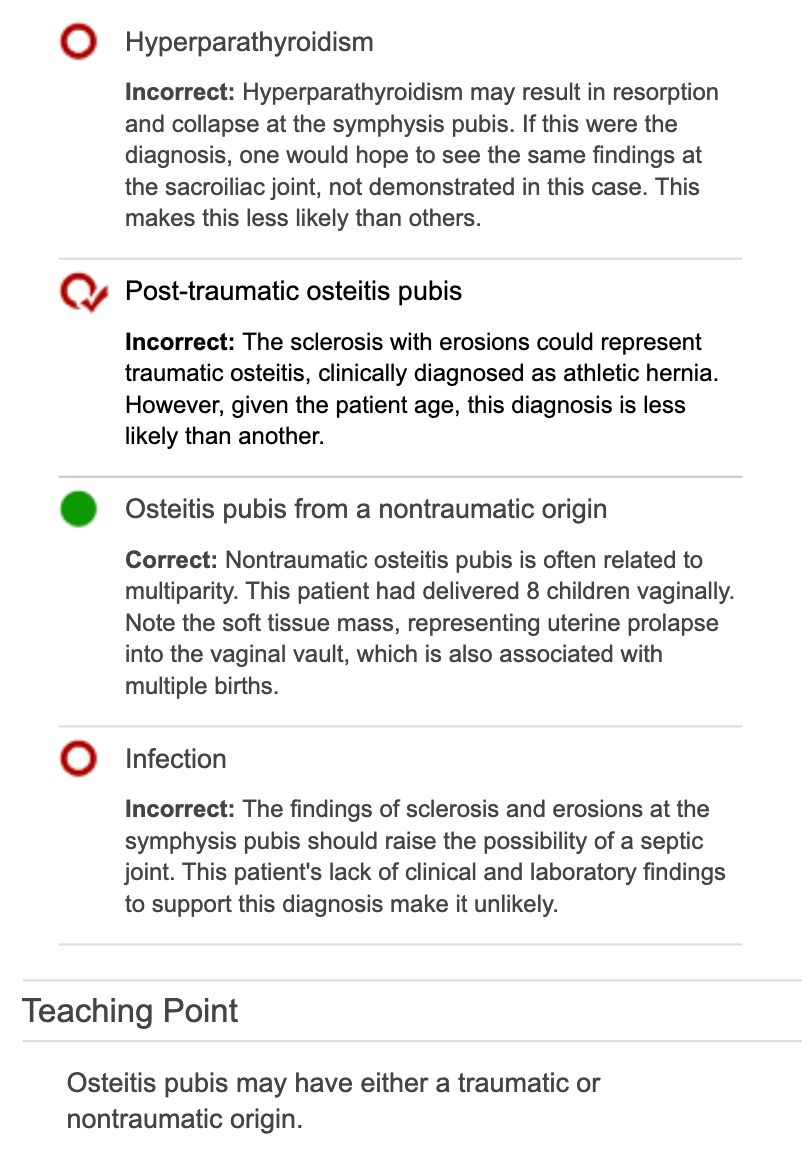 Hyperparathyroidism
Incorrect: Hyperparathyroidism may result in resorption
and collapse at the symphysis pubis. If this were the
diagnosis, one would hope to see the same findings at
the sacroiliac joint, not demonstrated in this case. This
makes this less likely than others.
Post-traumatic osteitis pubis
Incorrect: The sclerosis with erosions could represent
traumatic osteitis, clinically diagnosed as athletic hernia.
However, given the patient age, this diagnosis is less
likely than another.
Osteitis pubis from a nontraumatic origin
Correct: Nontraumatic osteitis pubis is often related to
multiparity. This patient had delivered 8 children vaginally.
Note the soft tissue mass, representing uterine prolapse
into the vaginal vault, which is also associated with
multiple births.
Infection
Incorrect: The findings of sclerosis and erosions at the
symphysis pubis should raise the possibility of a septic
joint. This patient's lack of clinical and laboratory findings
to support this diagnosis make it unlikely.
Teaching Point
Osteitis pubis may have either a traumatic or
nontraumatic origin.